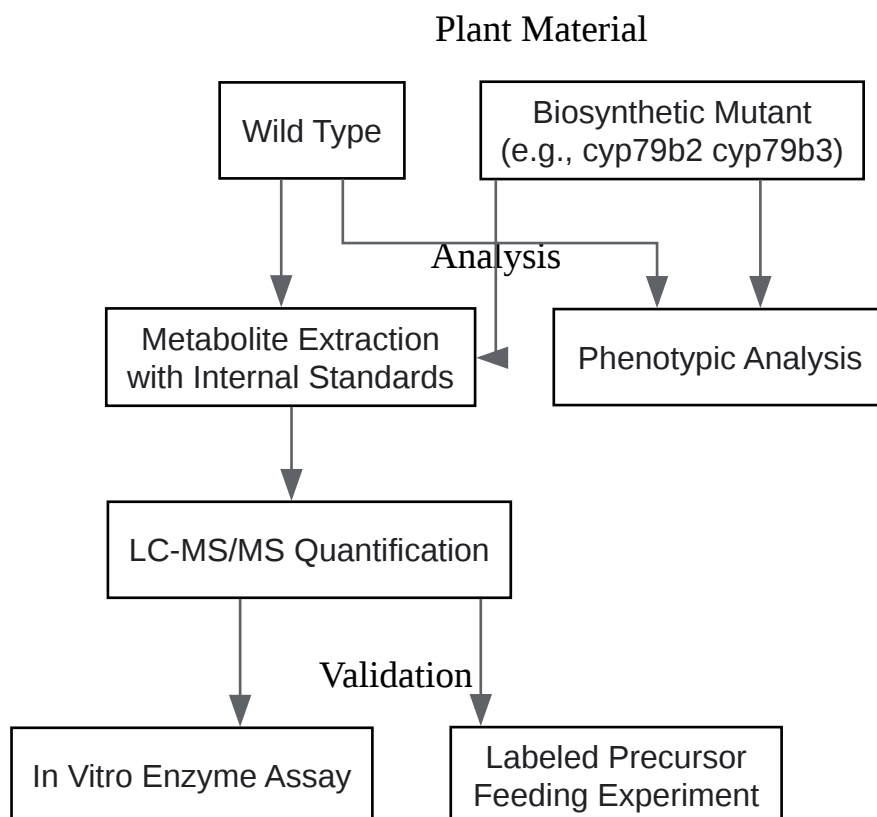 Plant Material
Wild Type
Biosynthetic Mutant
(e.g., cyp79b2 cyp79b3)
Analysis
Metabolite Extraction
with Internal Standards
Phenotypic Analysis
LC-MS/MS Quantification
Validation
In Vitro Enzyme Assay
Labeled Precursor
Feeding Experiment